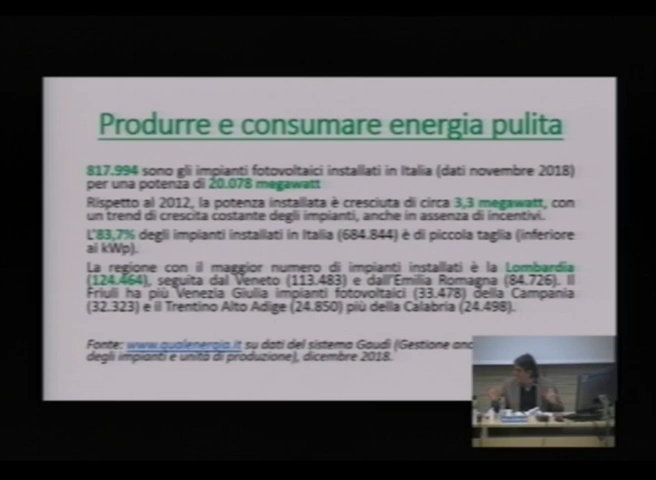 Produrre e consumare energia pulita
817.994 sono gli impianti fotovoltaici installati in Italia (dati novembre 2018)
per una potenza di 20.078 megawatt
Rispetto al 2012, la potenza installata è cresciuta di circa 3,3 megawatt, con
un trend di crescita costante degli impianti, anche in assenza di incentivi.
L'83,7% degli impianti installati in Italia (684.844) è di piccola taglia (inferiore
ai kWp).
La regione con il maggior numero di impianti installati è la Lombardia
(124.464), seguita dal Veneto (113.483) e dall'Emilia Romagna (84.726). Il
Friuli ha più Venezia Giulia impianti fotovoltaici (33.478) della Campania
(32.323) e il Trentino Alto Adige (24.850) più della Calabria (24.498).
Fonte: www.qualenergia.it su dati del sistema Gaudì (Gestione
degli impianti e unità di produzione), dicembre 2018.